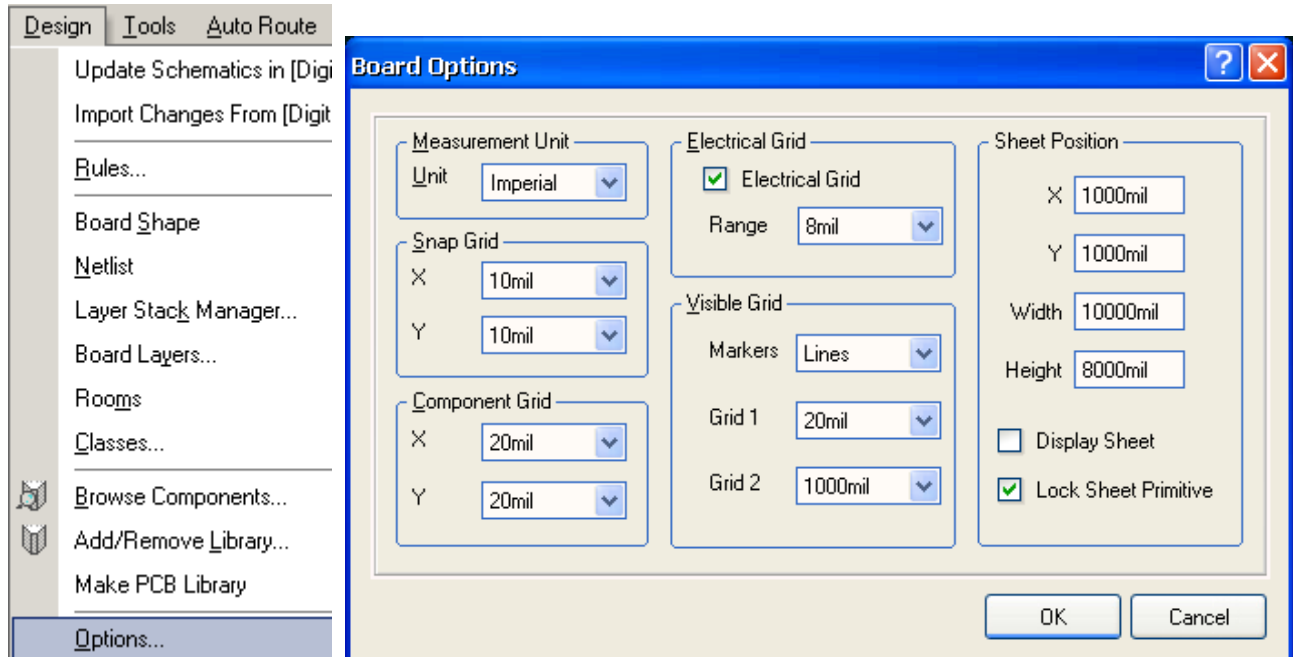 Design Tools Auto Route
Update Schematics in [Digi
Import Changes From [Digit
Rules...
Board Shape
Netlist
Layer Stack Manager...
Board Layers...
Rooms
Classes...
Browse Components...
Add/Remove Library...
Make PCB Library
Options...
Board Options
Measurement Unit
Unit Imperial
Snap Grid
X 10mil
Y 10mil
Component Grid
X 20mil
Y 20mil
Electrical Grid
Electrical Grid
Range 8mil
Visible Grid
Markers Lines
Grid 1 20mil
Grid 2 1000mil
Sheet Position
X 1000mil
Y 1000mil
Width 10000mil
Height 8000mil
Display Sheet
Lock Sheet Primitive
OK Cancel